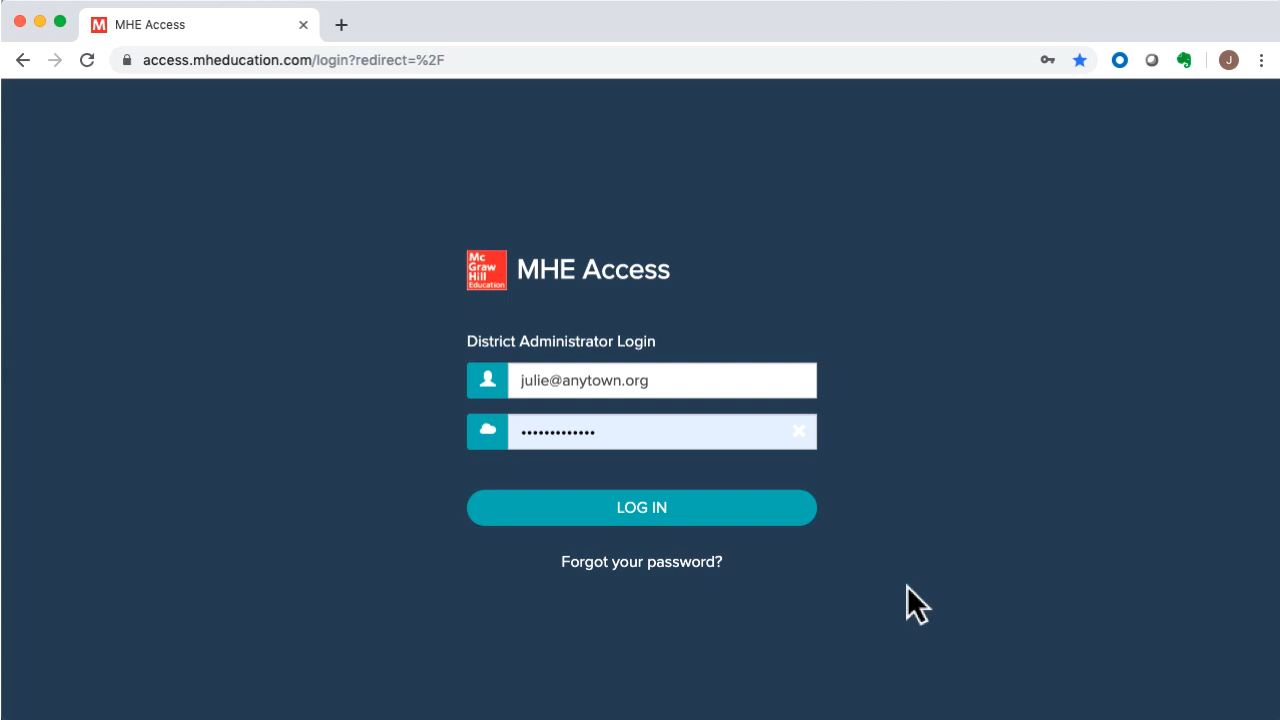 MHE Access
access.mheducation.com/login?redirect=%2F
J
Mc
Graw
Hill
Education
MHE Access
District Administrator Login
julie@anytown.org
•••••••••••••
LOG IN
Forgot your password?